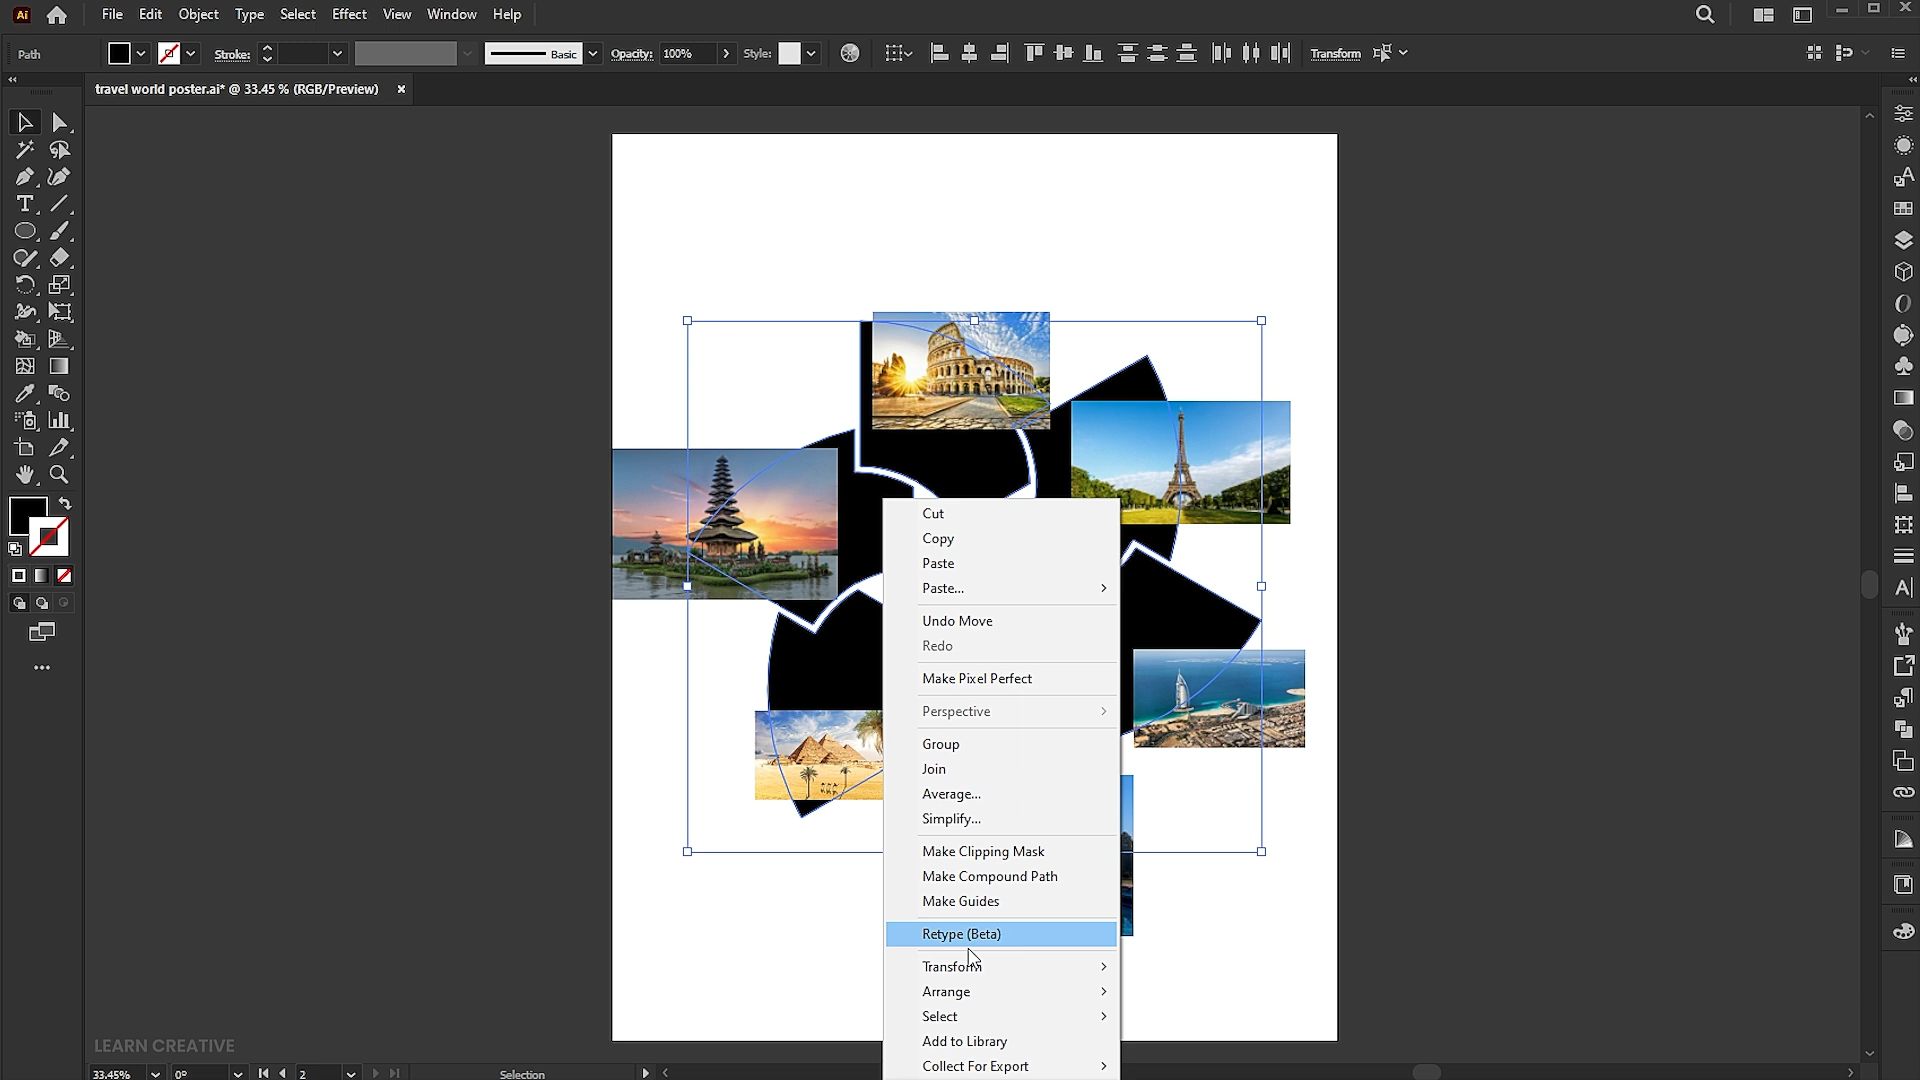 Ai File Edit Object Type Select Effect View Window Help
Path Stroke: Basic Opacity: 100% Style: Transform
travel world poster.ai* @ 33.45 % (RGB/Preview) ×
Cut
Copy
Paste
Paste...
Undo Move
Redo
Make Pixel Perfect
Perspective
Group
Join
Average...
Simplify...
Make Clipping Mask
Make Compound Path
Make Guides
Retype (Beta)
Transform
Arrange
Select
Add to Library
Collect For Export
LEARN CREATIVE
33.45% 0° 2 Selection